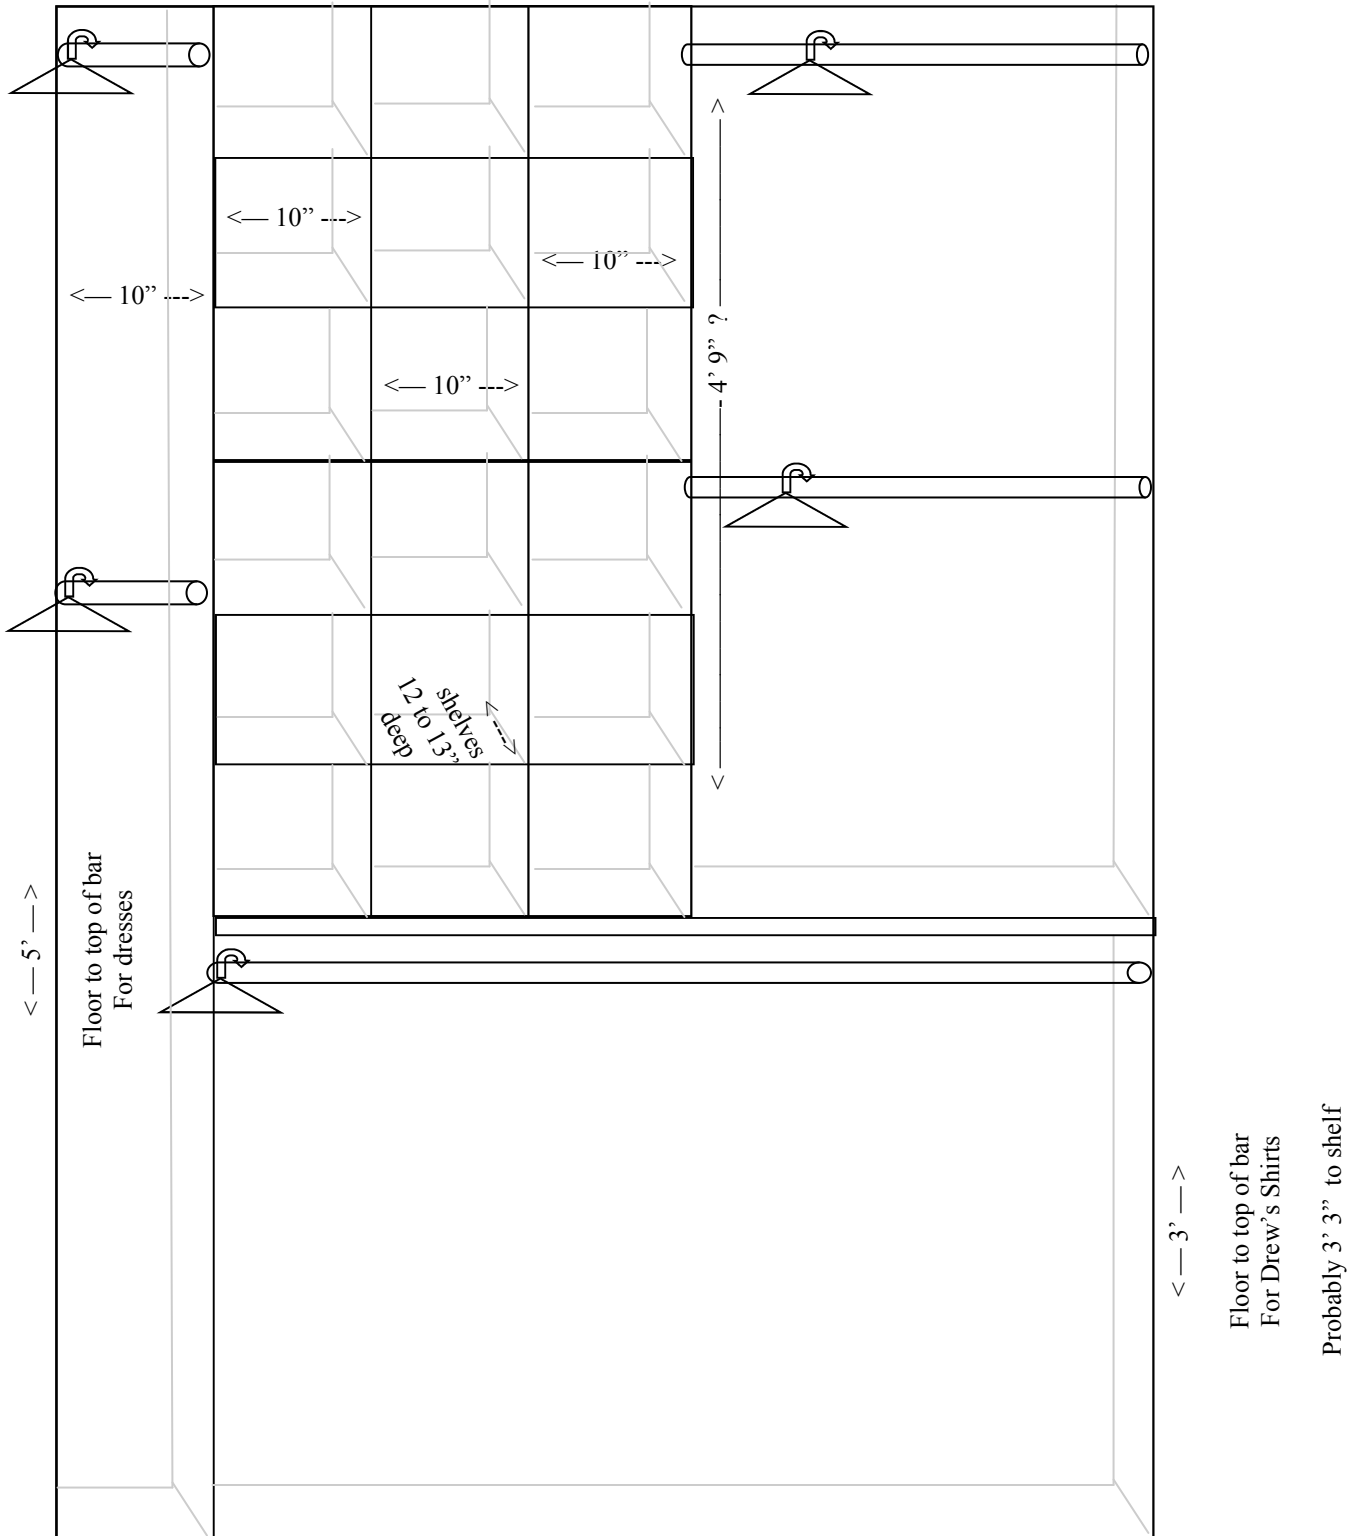 <— 10” ---->
<— 10” ---->
<— 10” ---->
<— 10” ---->
<———— - 4’ 9” ? ————>
shelves
12 to 13”
deep
<---->
<— 5’ —>
Floor to top of bar
For dresses
<— 3’ —>
Floor to top of bar
For Drew’s Shirts
Probably 3’ 3” to shelf